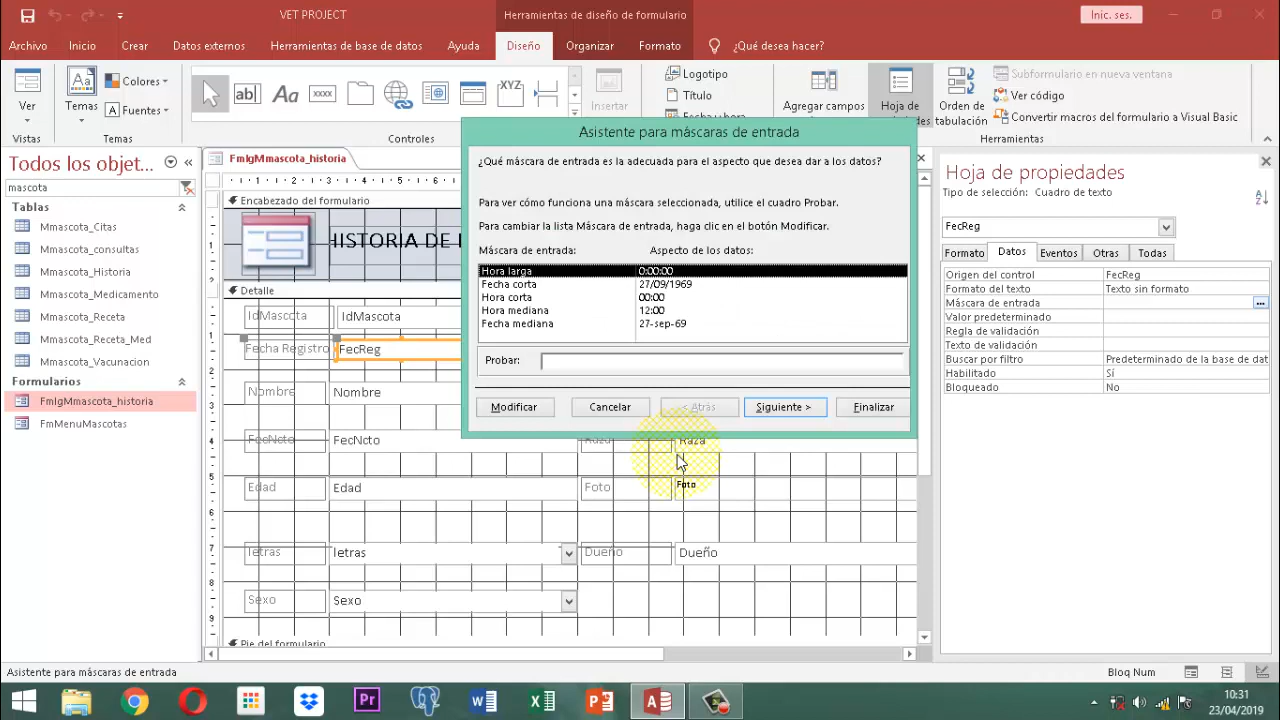 VET PROJECT
Herramientas de diseño de formulario
Inic. ses.
Archivo
Inicio
Crear
Datos externos
Herramientas de base de datos
Ayuda
Diseño
Organizar
Formato
¿Qué desea hacer?
Ver
Vistas
Temas
Colores
Fuentes
Temas
ab|
Aa
xxxx
XYZ
Controles
Insertar
Logotipo
Título
Fecha y hora
Agregar campos
Hoja de
Orden de
tabulación
Subformulario en nueva ventana
Ver código
Convertir macros del formulario a Visual Basic
Herramientas
Todos los objet...
mascota
Tablas
Mmascota_Citas
Mmascota_consultas
Mmascota_Historia
Mmascota_Medicamento
Mmascota_Receta
Mmascota_Receta_Med
Mmascota_Vacunacion
Formularios
FmIgMmascota_historia
FmMenuMascotas
FmIgMmascota_historia
Encabezado del formulario
HISTORIA DE
Detalle
IdMascota
IdMascota
Fecha Registro
FecReg
Nombre
Nombre
FecNcto
FecNcto
Raza
Raza
Edad
Edad
Foto
Foto
letras
letras
Dueño
Dueño
Sexo
Sexo
Pie del formulario
Asistente para máscaras de entrada
¿Qué máscara de entrada es la adecuada para el aspecto que desea dar a los datos?
Para ver cómo funciona una máscara seleccionada, utilice el cuadro Probar.
Para cambiar la lista Máscara de entrada, haga clic en el botón Modificar.
Máscara de entrada: Aspecto de los datos:
Hora larga 0:00:00
Fecha corta 27/09/1969
Hora corta 00:00
Hora mediana 12:00
Fecha mediana 27-sep-69
Probar:
Modificar
Cancelar
< Atrás
Siguiente >
Finalizar
Hoja de propiedades
Tipo de selección: Cuadro de texto
FecReg
Formato
Datos
Eventos
Otras
Todas
Origen del control FecReg
Formato del texto Texto sin formato
Máscara de entrada
Valor predeterminado
Regla de validación
Texto de validación
Buscar por filtro Predeterminado de la base de dat
Habilitado Sí
Bloqueado No
Asistente para máscaras de entrada
Bloq Num
10:31
23/04/2019